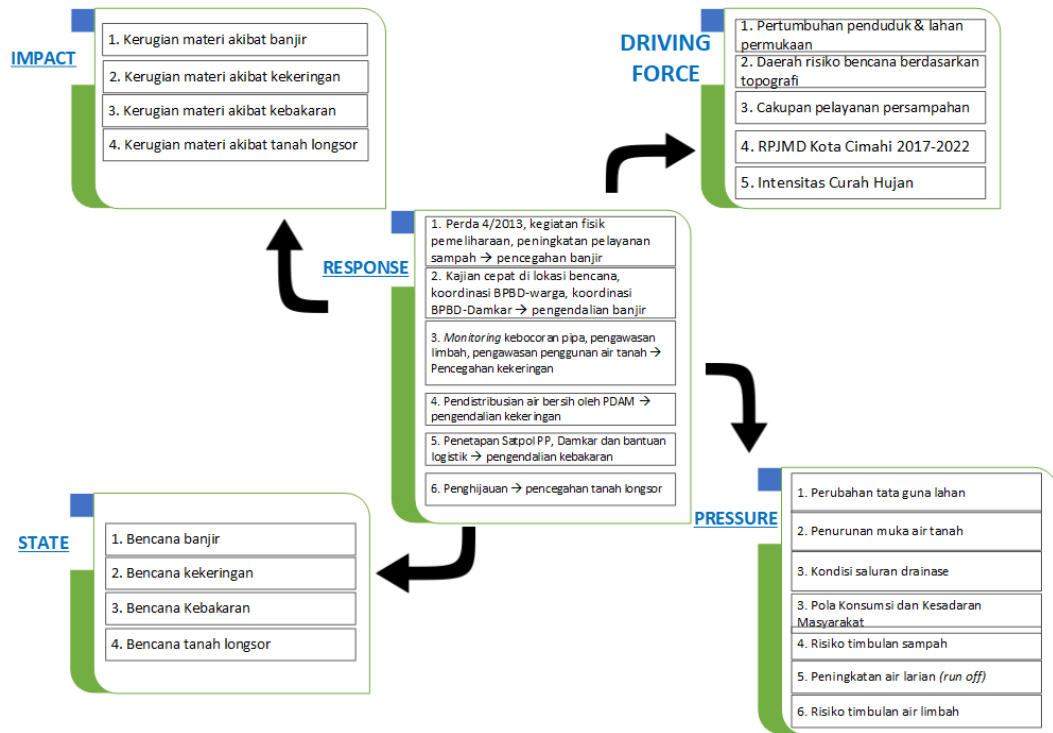 IMPACT
1. Kerugian materi akibat banjir
2. Kerugian materi akibat kekeringan
3. Kerugian materi akibat kebakaran
4. Kerugian materi akibat tanah longsor
DRIVING
FORCE
1. Pertumbuhan penduduk & lahan
permukaan
2. Daerah risiko bencana berdasarkan
topografi
3. Cakupan pelayanan persampahan
4. RPJMD Kota Cimahi 2017-2022
5. Intensitas Curah Hujan
RESPONSE
1. Perda 4/2013, kegiatan fisik
pemeliharaan, peningkatan pelayanan
sampah → pencegahan banjir
2. Kajian cepat di lokasi bencana,
koordinasi BPBD-warga, koordinasi
BPBD-Damkar → pengendalian banjir
3. Monitoring kebocoran pipa, pengawasan
limbah, pengawasan penggunan air tanah →
Pencegahan kekeringan
4. Pendistribusian air bersih oleh PDAM →
pengendalian kekeringan
5. Penetapan Satpol PP, Damkar dan bantuan
logistik → pengendalian kebakaran
6. Penghijauan → pencegahan tanah longsor
STATE
1. Bencana banjir
2. Bencana kekeringan
3. Bencana Kebakaran
4. Bencana tanah longsor
PRESSURE
1. Perubahan tata guna lahan
2. Penurunan muka air tanah
3. Kondisi saluran drainase
3. Pola Konsumsi dan Kesadaran
Masyarakat
4. Risiko timbulan sampah
5. Peningkatan air larian (run off)
6. Risiko timbulan air limbah